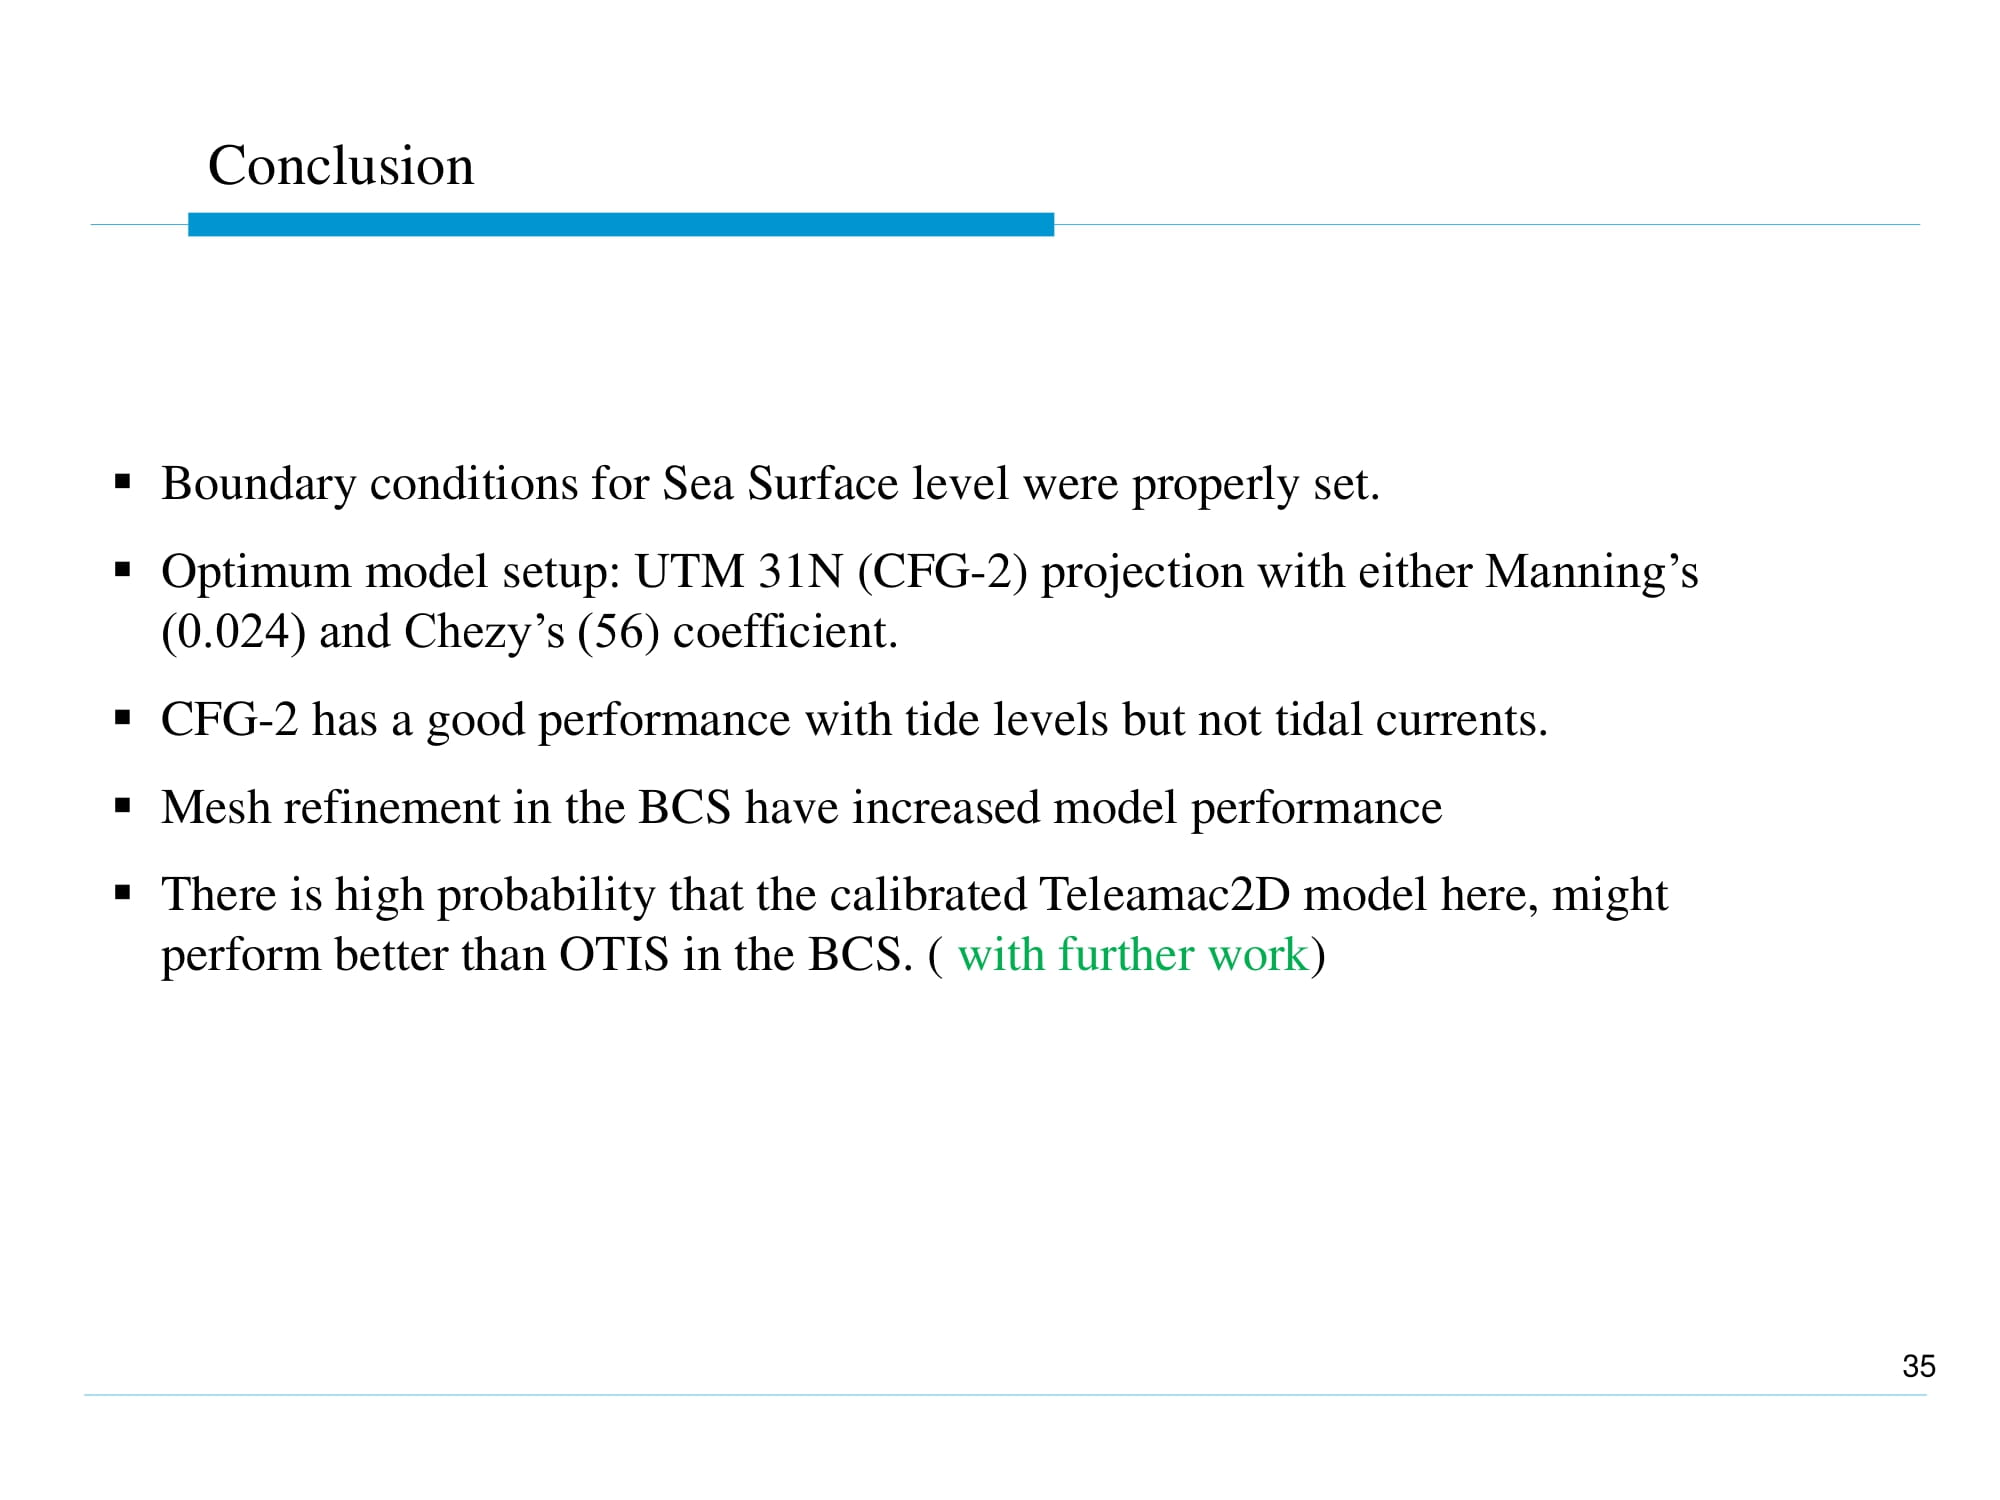 Conclusion
▪ Boundary conditions for Sea Surface level were properly set.
▪ Optimum model setup: UTM 31N (CFG-2) projection with either Manning’s
(0.024) and Chezy’s (56) coefficient.
▪ CFG-2 has a good performance with tide levels but not tidal currents.
▪ Mesh refinement in the BCS have increased model performance
▪ There is high probability that the calibrated Teleamac2D model here, might
perform better than OTIS in the BCS. ( with further work)
35